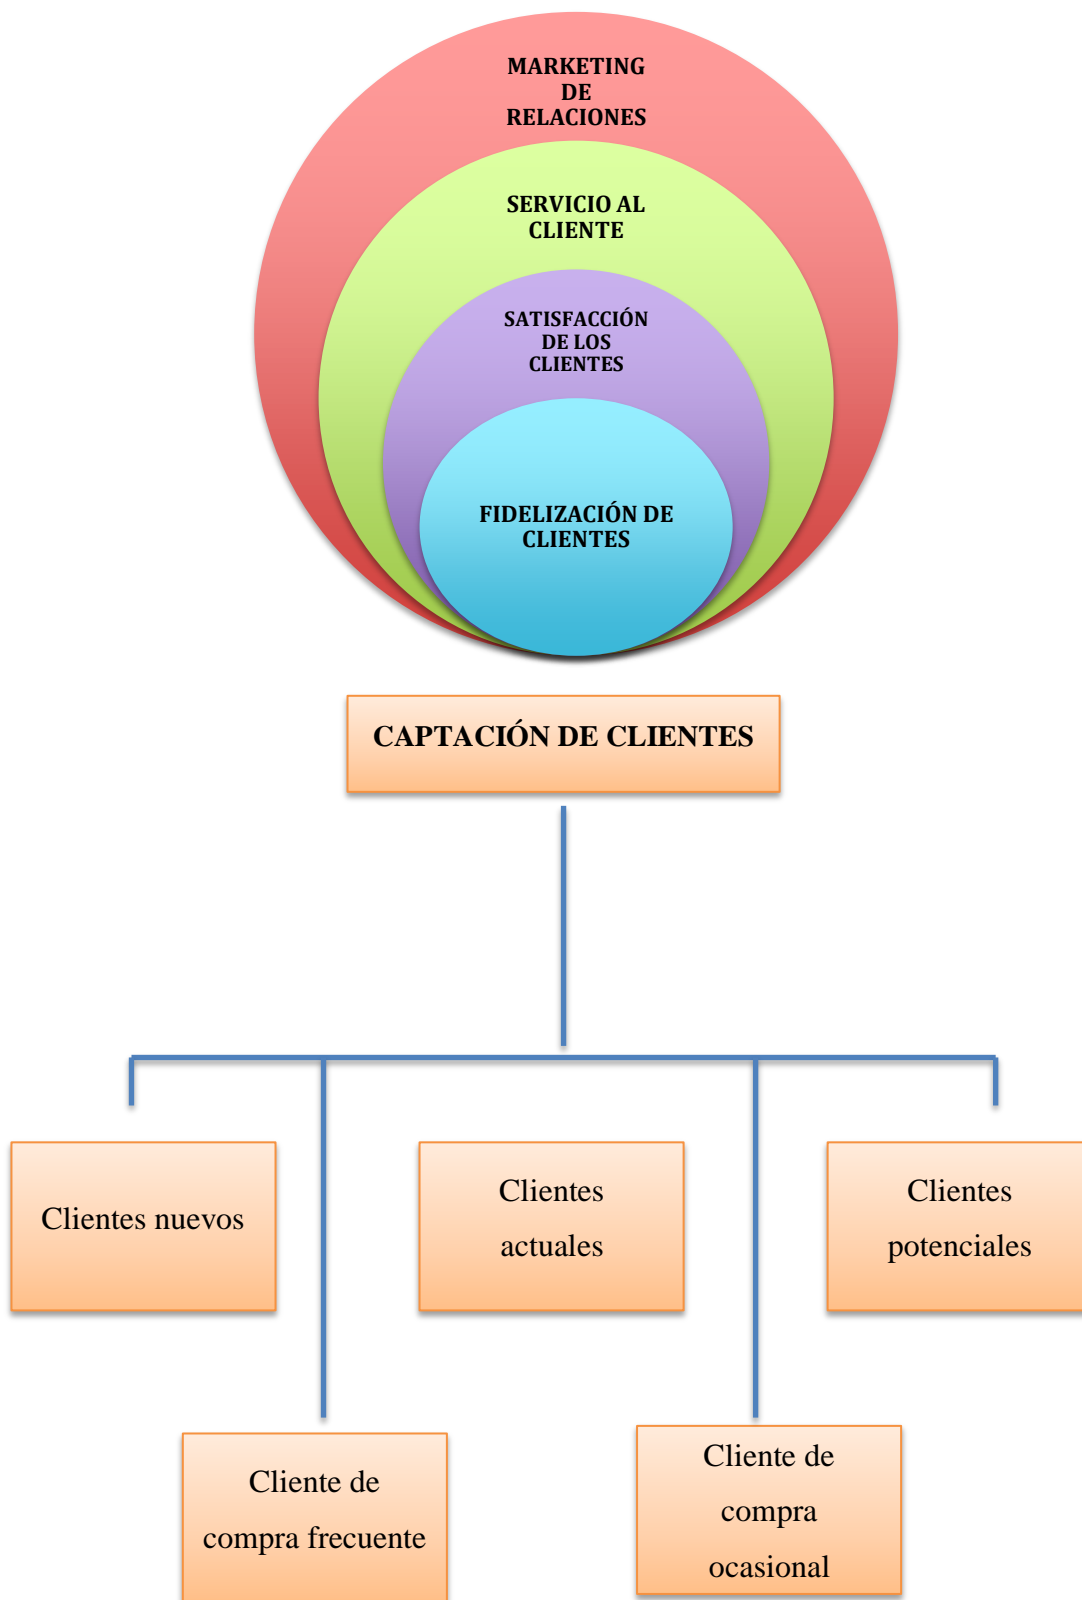 MARKETING
DE
RELACIONES
SERVICIO AL
CLIENTE
SATISFACCIÓN
DE LOS
CLIENTES
FIDELIZACIÓN DE
CLIENTES
CAPTACIÓN DE CLIENTES
Clientes nuevos
Clientes
actuales
Clientes
potenciales
Cliente de
compra frecuente
Cliente de
compra
ocasional